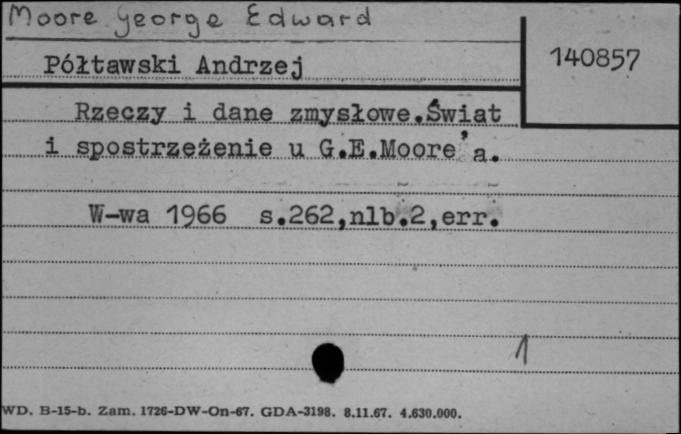 Moore George Edward
140857
Półtawski Andrzej
Rzeczy i dane zmysłowe.Świat
i spostrzeżenie u G.E.Moore'a.
W-wa 1966 s.262,nlb.2,err.
1
WD. B-15-b. Zam. 1726-DW-On-67. GDA-3198. 8.11.67. 4.630.000.